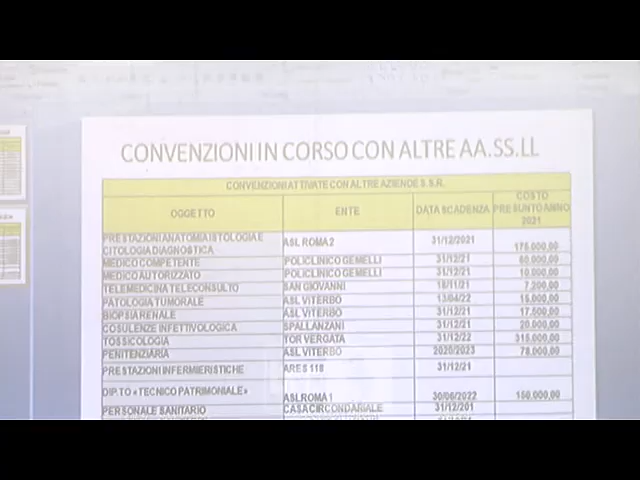 CONVENZIONI IN CORSO CON ALTRE AA.SS.LL
CONVENZIONI ATTIVATE CON ALTRE AZIENDE S.S.R.
OGGETTO ENTE DATA SCADENZA COSTO PRESUNTO ANNO 2021
PRESTAZIONI ANATOMIA ISTOLOGIA E CITOLOGIA DIAGNOSTICA ASL ROMA 2 31/12/2021 175.000,00
MEDICO COMPETENTE POLICLINICO GEMELLI 31/12/21 60.000,00
MEDICO AUTORIZZATO POLICLINICO GEMELLI 31/12/21 10.000,00
TELEMEDICINA TELECONSULTO SAN GIOVANNI 18/11/21 7.200,00
PATOLOGIA TUMORALE ASL VITERBO 13/04/22 15.000,00
BIOPSIA RENALE ASL VITERBO 31/12/21 17.500,00
COSULENZE INFETTIVOLOGICA SPALLANZANI 31/12/21 20.000,00
TOSSICOLOGIA TOR VERGATA 31/12/22 315.000,00
PENITENZIARIA ASL VITERBO 2020/2023 78.000,00
PRESTAZIONI INFERMIERISTICHE ARES 118 31/12/21
DIP.TO «TECNICO PATRIMONIALE» ASL ROMA 1 30/06/2022 150.000,00
PERSONALE SANITARIO CASA CIRCONDARIALE 31/12/201